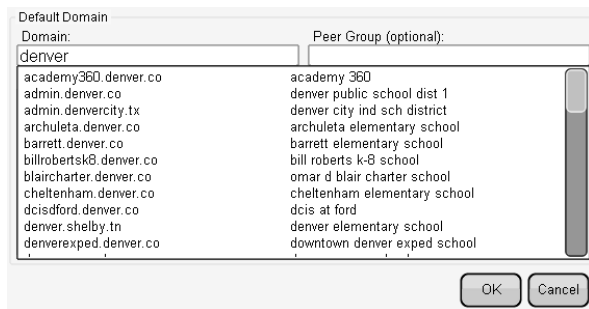 Default Domain
Domain: Peer Group (optional):
denver
academy360.denver.co academy 360
admin.denver.co denver public school dist 1
admin.denvercity.tx denver city ind sch district
archuleta.denver.co archuleta elementary school
barrett.denver.co barrett elementary school
billrobertsk8.denver.co bill roberts k-8 school
blaircharter.denver.co omar d blair charter school
cheltenham.denver.co cheltenham elementary school
dcisdford.denver.co dcis at ford
denver.shelby.tn denver elementary school
denverexped.denver.co downtown denver exped school
OK Cancel